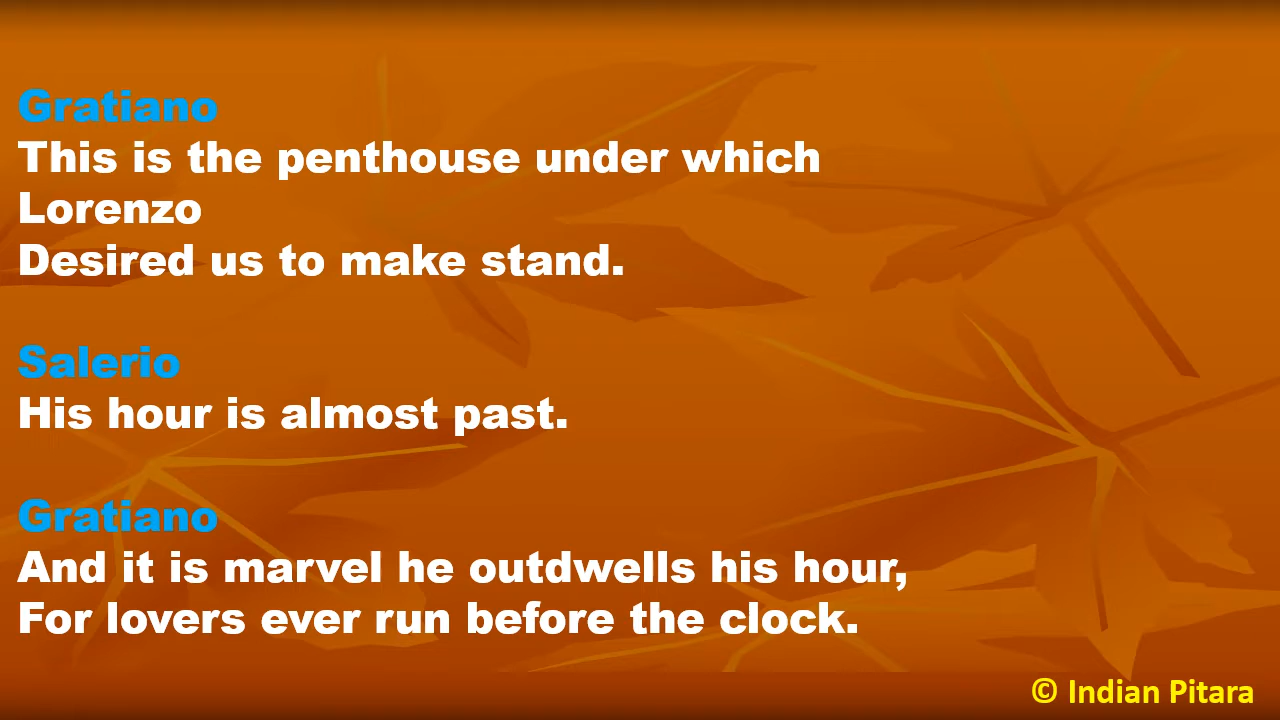 Gratiano
This is the penthouse under which
Lorenzo
Desired us to make stand.
Salerio
His hour is almost past.
Gratiano
And it is marvel he outdwells his hour,
For lovers ever run before the clock.
© Indian Pitara